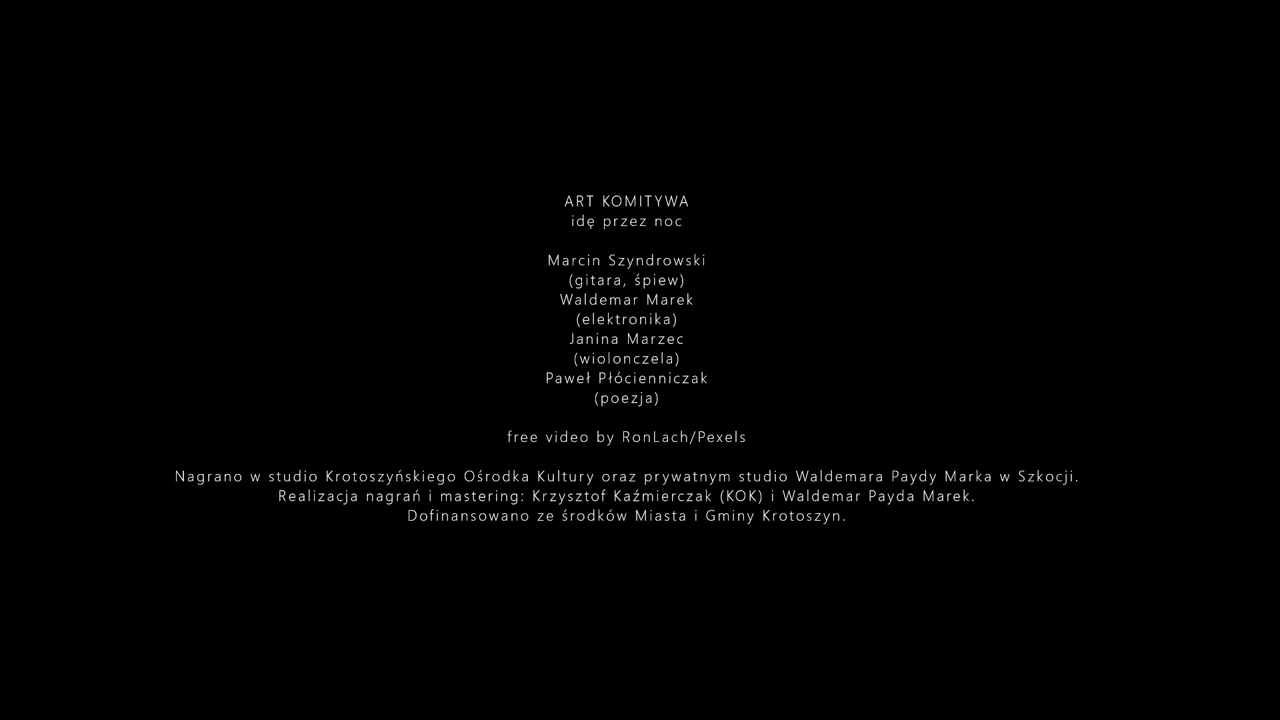 ART KOMITYWA
idę przez noc
Marcin Szyndrowski
(gitara, śpiew)
Waldemar Marek
(elektronika)
Janina Marzec
(wiolonczela)
Paweł Płócienniczak
(poezja)
free video by RonLach/Pexels
Nagrano w studio Krotoszyńskiego Ośrodka Kultury oraz prywatnym studio Waldemara Paydy Marka w Szkocji.
Realizacja nagrań i mastering: Krzysztof Kaźmierczak (KOK) i Waldemar Payda Marek.
Dofinansowano ze środków Miasta i Gminy Krotoszyn.